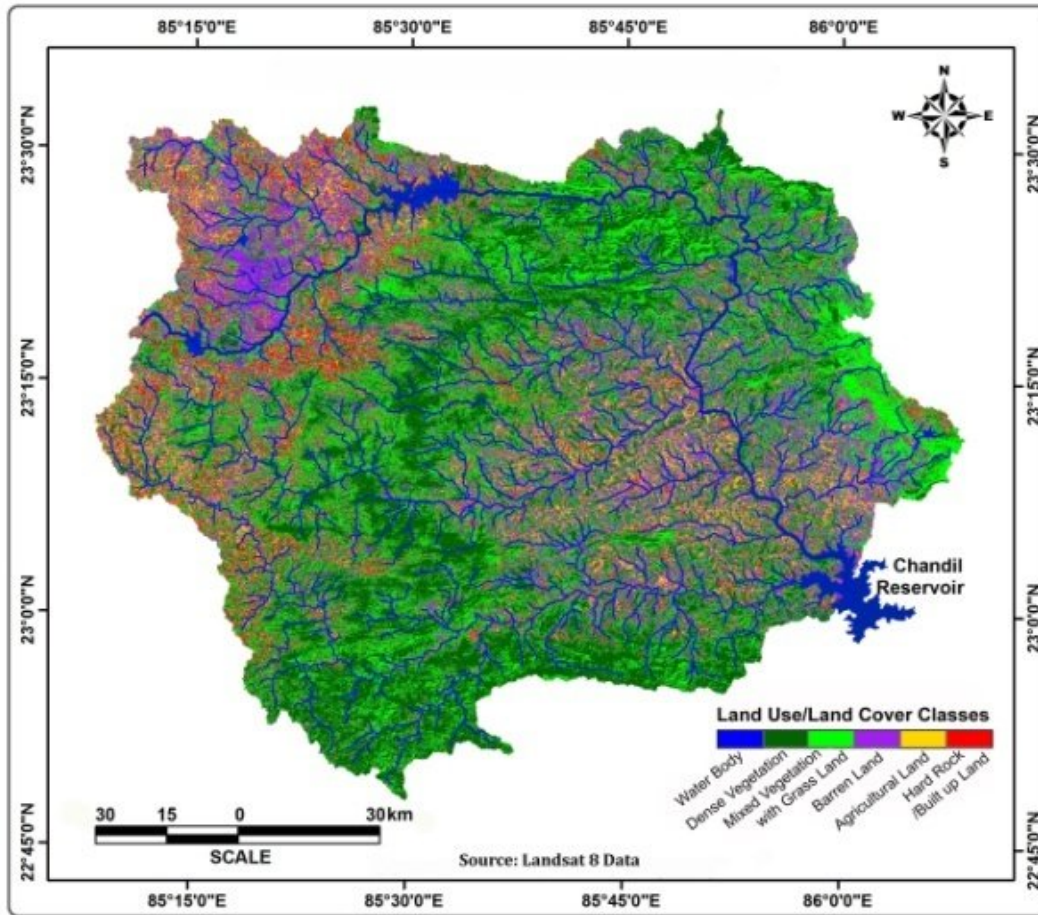 85°15'0"E 85°30'0"E 85°45'0"E 86°0'0"E
N
W E
S
23°30'0"N 23°30'0"N
23°15'0"N 23°15'0"N
Chandil
Reservoir
23°0'0"N 23°0'0"N
Land Use/Land Cover Classes
Water Body
Dense Vegetation
Mixed Vegetation
with Grass Land
Barren Land
Agricultural Land
Hard Rock
/Built up Land
30 15 0 30 km
SCALE
Source: Landsat 8 Data
22°45'0"N 22°45'0"N
85°15'0"E 85°30'0"E 85°45'0"E 86°0'0"E